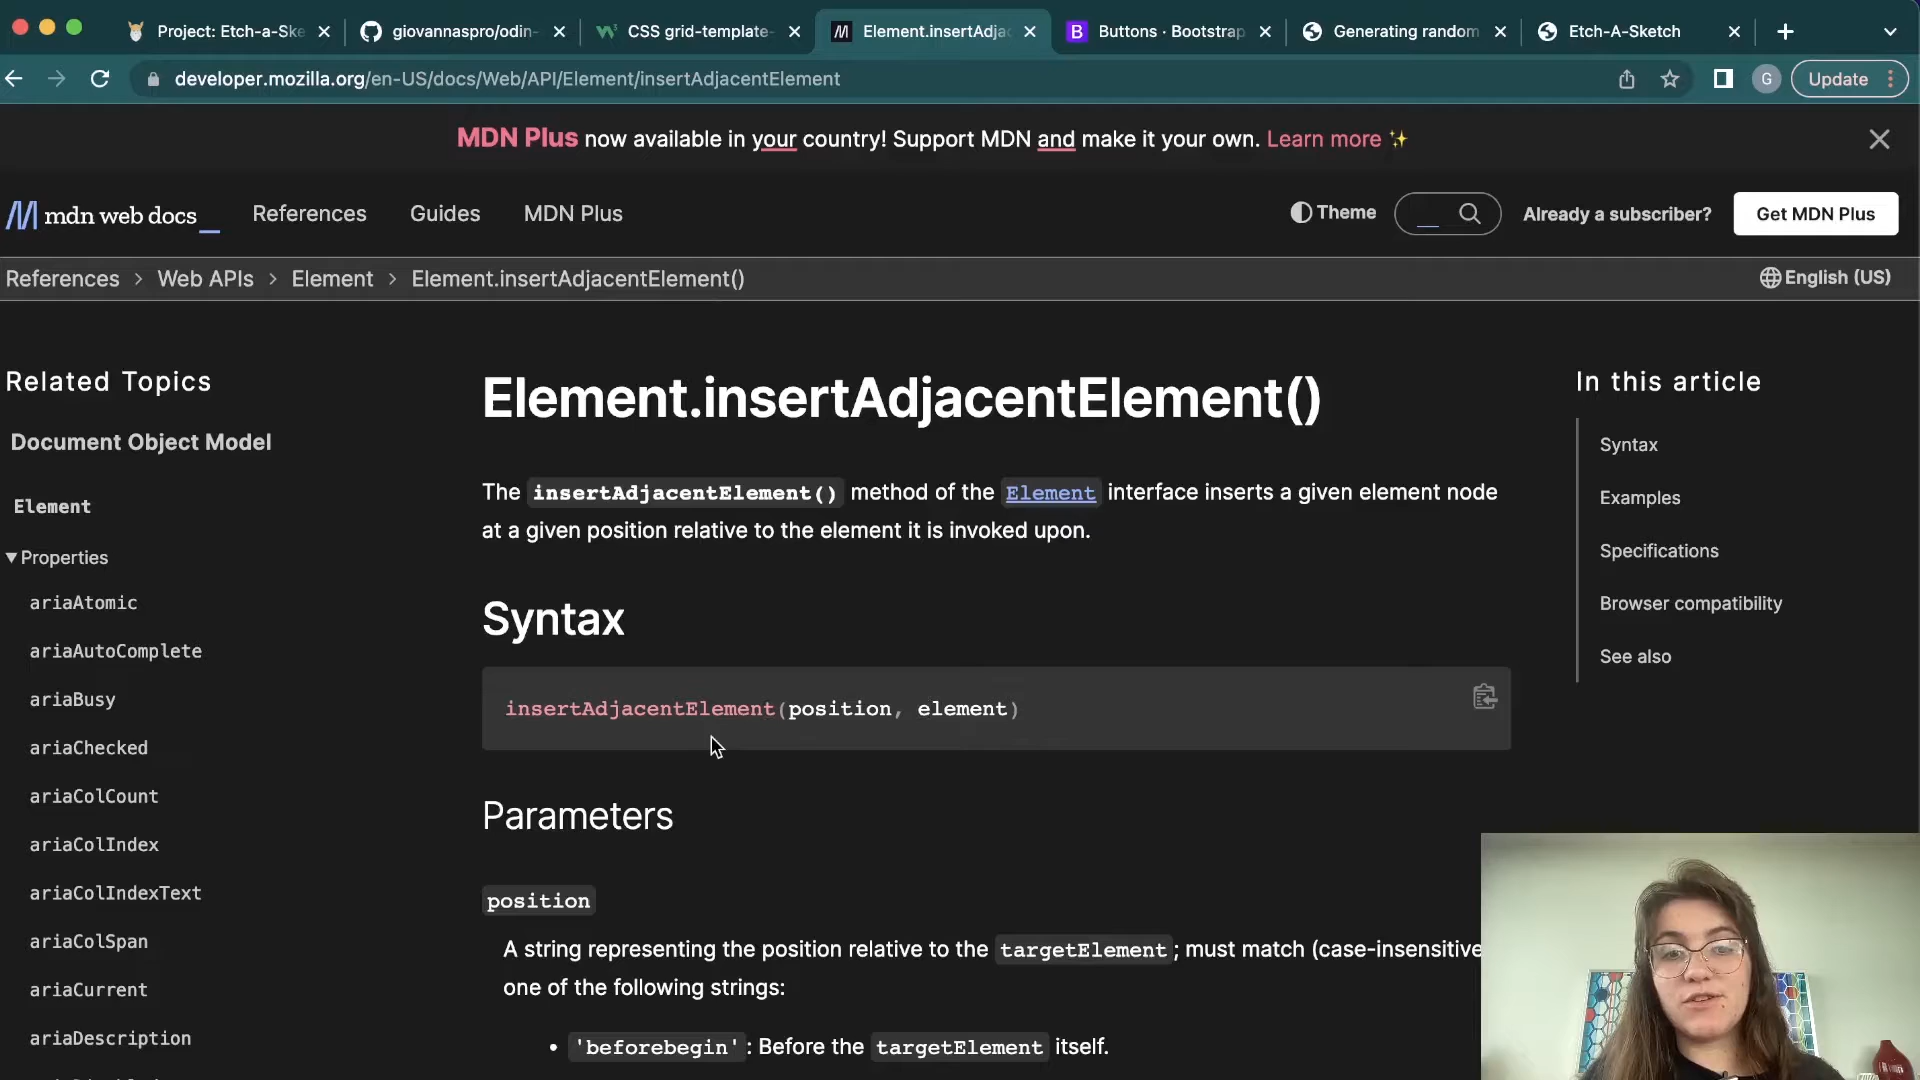 Project: Etch-a-Ske
giovannaspro/odin-
CSS grid-template-
Element.insertAdjac
Buttons · Bootstrap
Generating random
Etch-A-Sketch
developer.mozilla.org/en-US/docs/Web/API/Element/insertAdjacentElement
G
Update
MDN Plus now available in your country! Support MDN and make it your own. Learn more ✨
mdn web docs_
References
Guides
MDN Plus
Theme
Already a subscriber?
Get MDN Plus
References > Web APIs > Element > Element.insertAdjacentElement()
English (US)
Related Topics
Document Object Model
Element
Properties
ariaAtomic
ariaAutoComplete
ariaBusy
ariaChecked
ariaColCount
ariaColIndex
ariaColIndexText
ariaColSpan
ariaCurrent
ariaDescription
Element.insertAdjacentElement()
The insertAdjacentElement() method of the Element interface inserts a given element node
at a given position relative to the element it is invoked upon.
Syntax
insertAdjacentElement(position, element)
Parameters
position
A string representing the position relative to the targetElement; must match (case-insensitive
one of the following strings:
• 'beforebegin': Before the targetElement itself.
In this article
Syntax
Examples
Specifications
Browser compatibility
See also